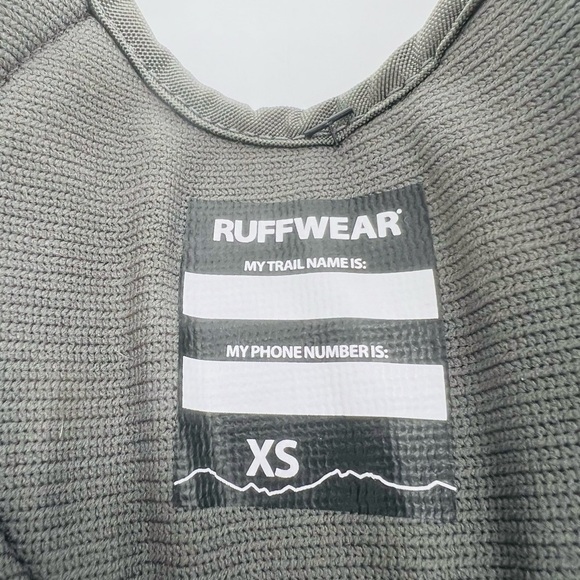 RUFFWEAR®
MY TRAIL NAME IS:
MY PHONE NUMBER IS:
XS